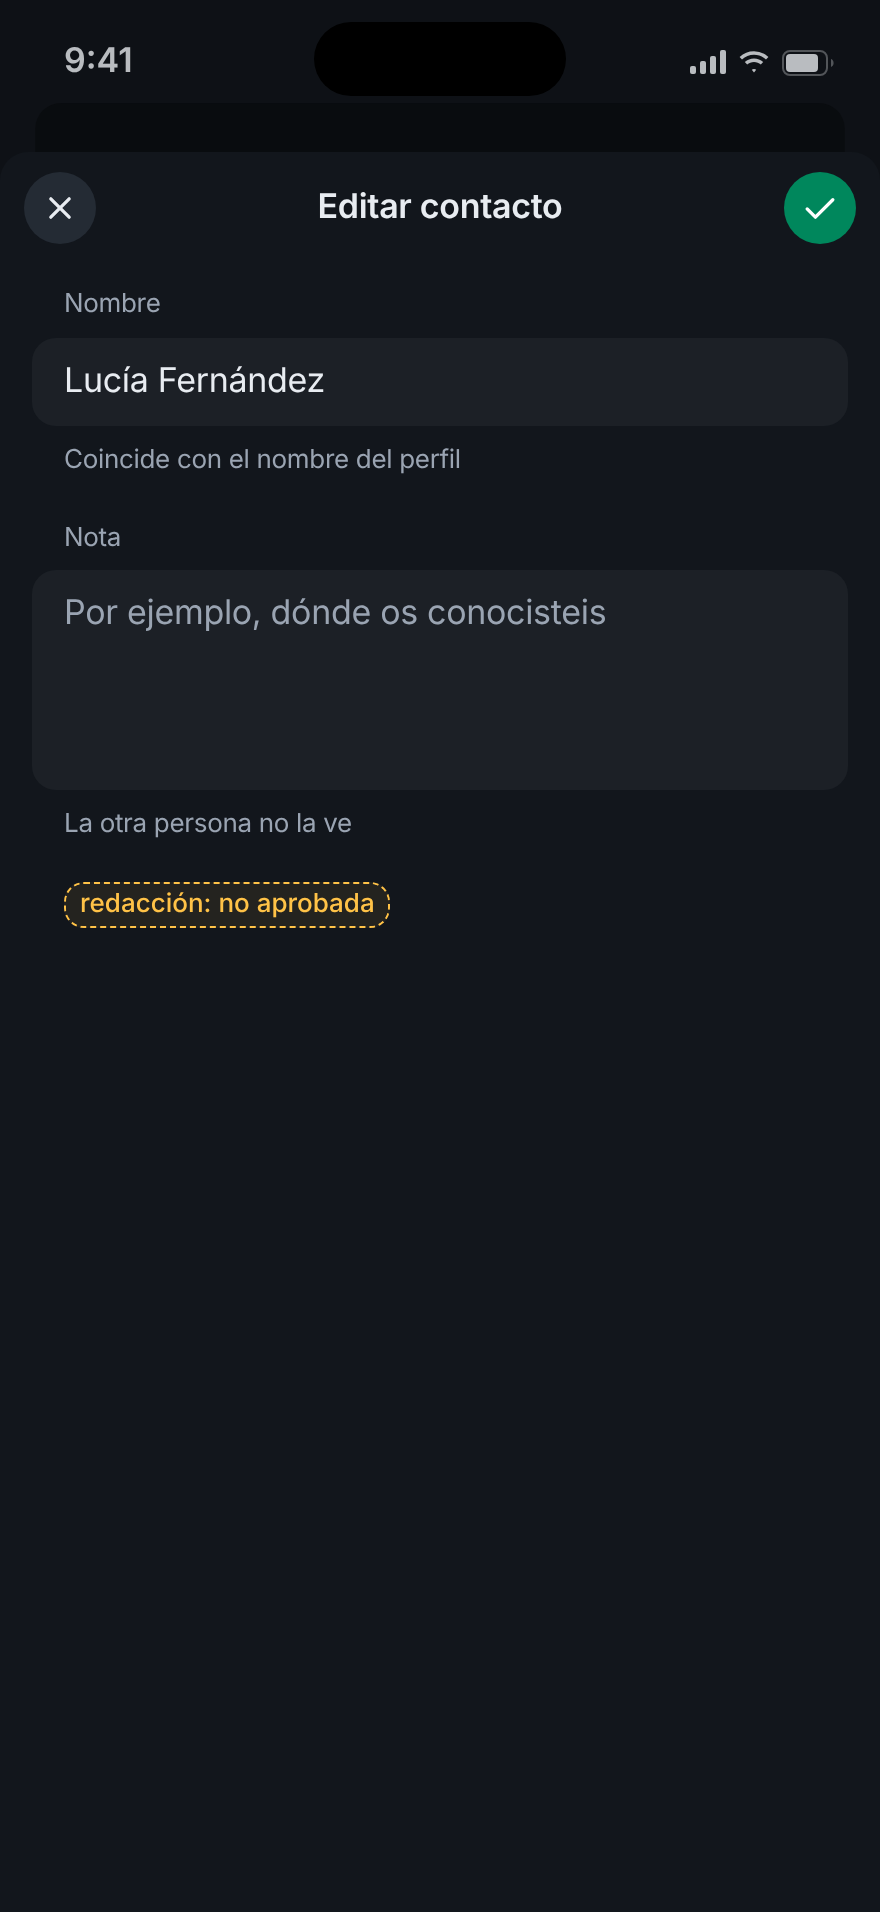 9:41
Editar contacto
Nombre
Lucía Fernández
Coincide con el nombre del perfil
Nota
Por ejemplo, dónde os conocisteis
La otra persona no la ve
redacción: no aprobada